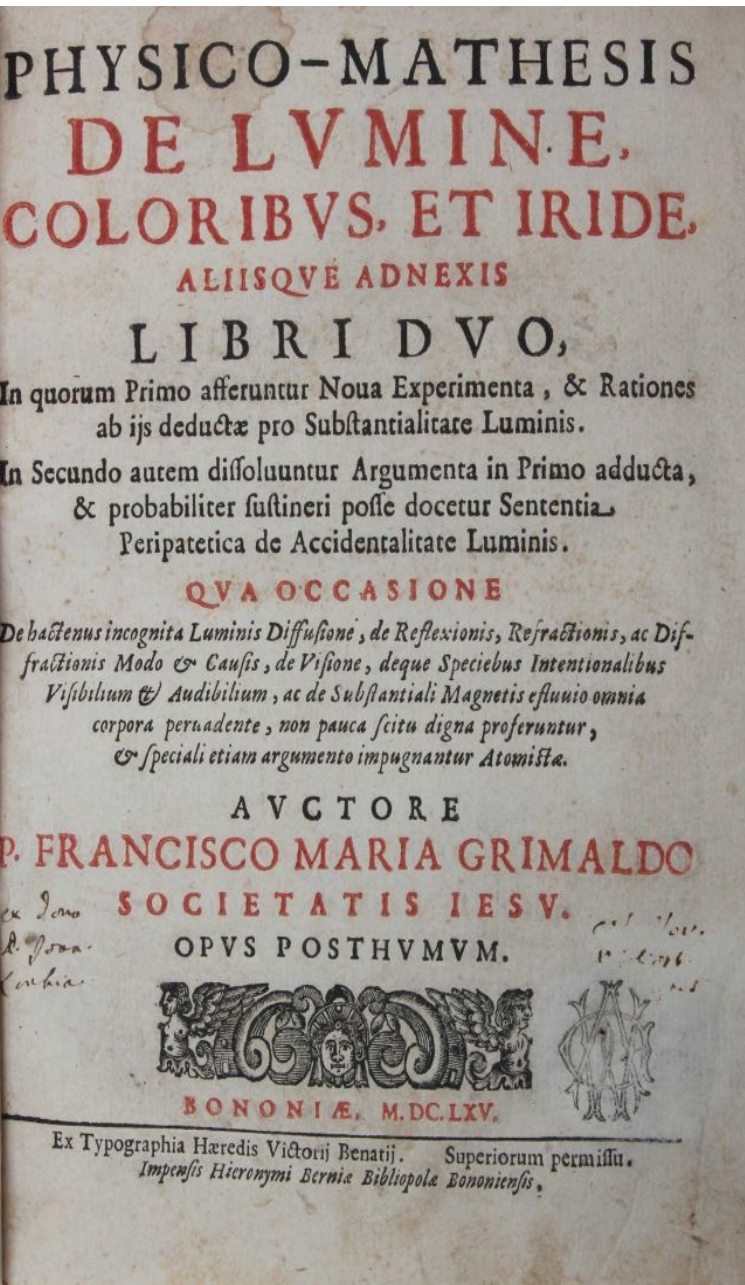 PHYSICO-MATHESIS
DE LVMINE,
COLORIBVS, ET IRIDE,
ALIISQVE ADNEXIS
LIBRI DVO,
In quorum Primo afferuntur Noua Experimenta, & Rationes
ab ijs deductæ pro Subſtantialitate Luminis.
In Secundo autem diſſoluuntur Argumenta in Primo adducta,
& probabiliter ſuſtineri poſſe docetur Sententia
Peripatetica de Accidentalitate Luminis.
QVA OCCASIONE
De hactenus incognita Luminis Diffuſione, de Reflexionis, Refractionis, ac Dif-
fractionis Modo & Cauſis, de Viſione, deque Speciebus Intentionalibus
Viſibilium & Audibilium, ac de Subſtantiali Magnetis efluuio omnia
corpora peruadente, non pauca ſcitu digna proferuntur,
& ſpeciali etiam argumento impugnantur Atomiſtæ.
AVCTORE
P. FRANCISCO MARIA GRIMALDO
SOCIETATIS IESV.
ex Dono
OPVS POSTHVMVM.
BONONIÆ, M.DC.LXV.
Ex Typographia Hæredis Victorij Benatij. Superiorum permiſſu.
Impenſis Hieronymi Berniæ Bibliopolæ Bononienſis.